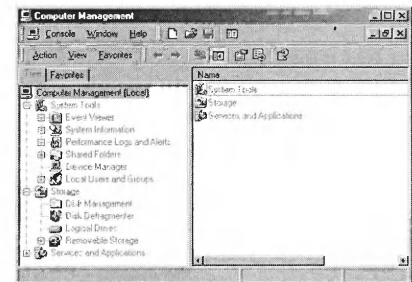 Computer Management
Console Window Help
Action View Favorites
Tree Favorites
Name
Computer Management (Local)
System Tools
Event Viewer
System Information
Performance Logs and Alerts
Shared Folders
Device Manager
Local Users and Groups
Storage
Disk Management
Disk Defragmenter
Logical Drives
Removable Storage
Services and Applications
System Tools
Storage
Services and Applications